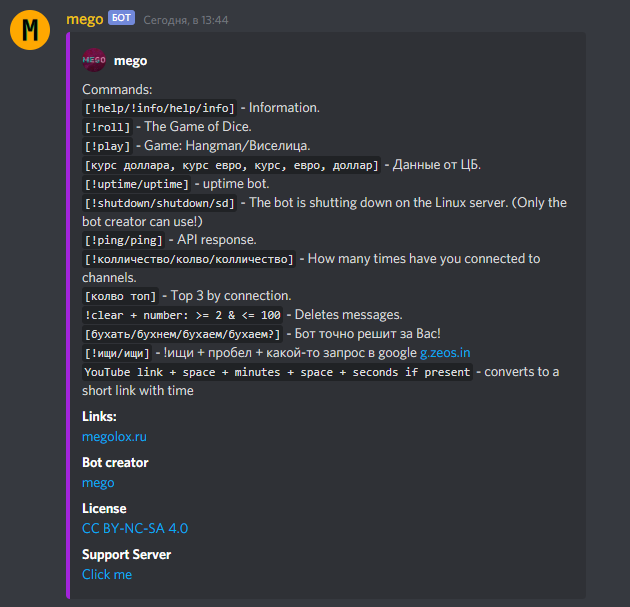 M
mego БОТ Сегодня, в 13:44
MEGO mego
Commands:
[!help/!info/help/info] - Information.
[!roll] - The Game of Dice.
[!play] - Game: Hangman/Виселица.
[курс доллара, курс евро, курс, евро, доллар] - Данные от ЦБ.
[!uptime/uptime] - uptime bot.
[!shutdown/shutdown/sd] - The bot is shutting down on the Linux server. (Only the
bot creator can use!)
[!ping/ping] - API response.
[!колличество/колво/колличество] - How many times have you connected to
channels.
[колво топ] - Top 3 by connection.
!clear + number: >= 2 & <= 100 - Deletes messages.
[бухать/бухнем/бухаем/бухаем?] - Бот точно решит за Вас!
[!ищи/ищи] - !ищи + пробел + какой-то запрос в google g.zeos.in
YouTube link + space + minutes + space + seconds if present - converts to a
short link with time
Links:
megolox.ru
Bot creator
mego
License
CC BY-NC-SA 4.0
Support Server
Click me